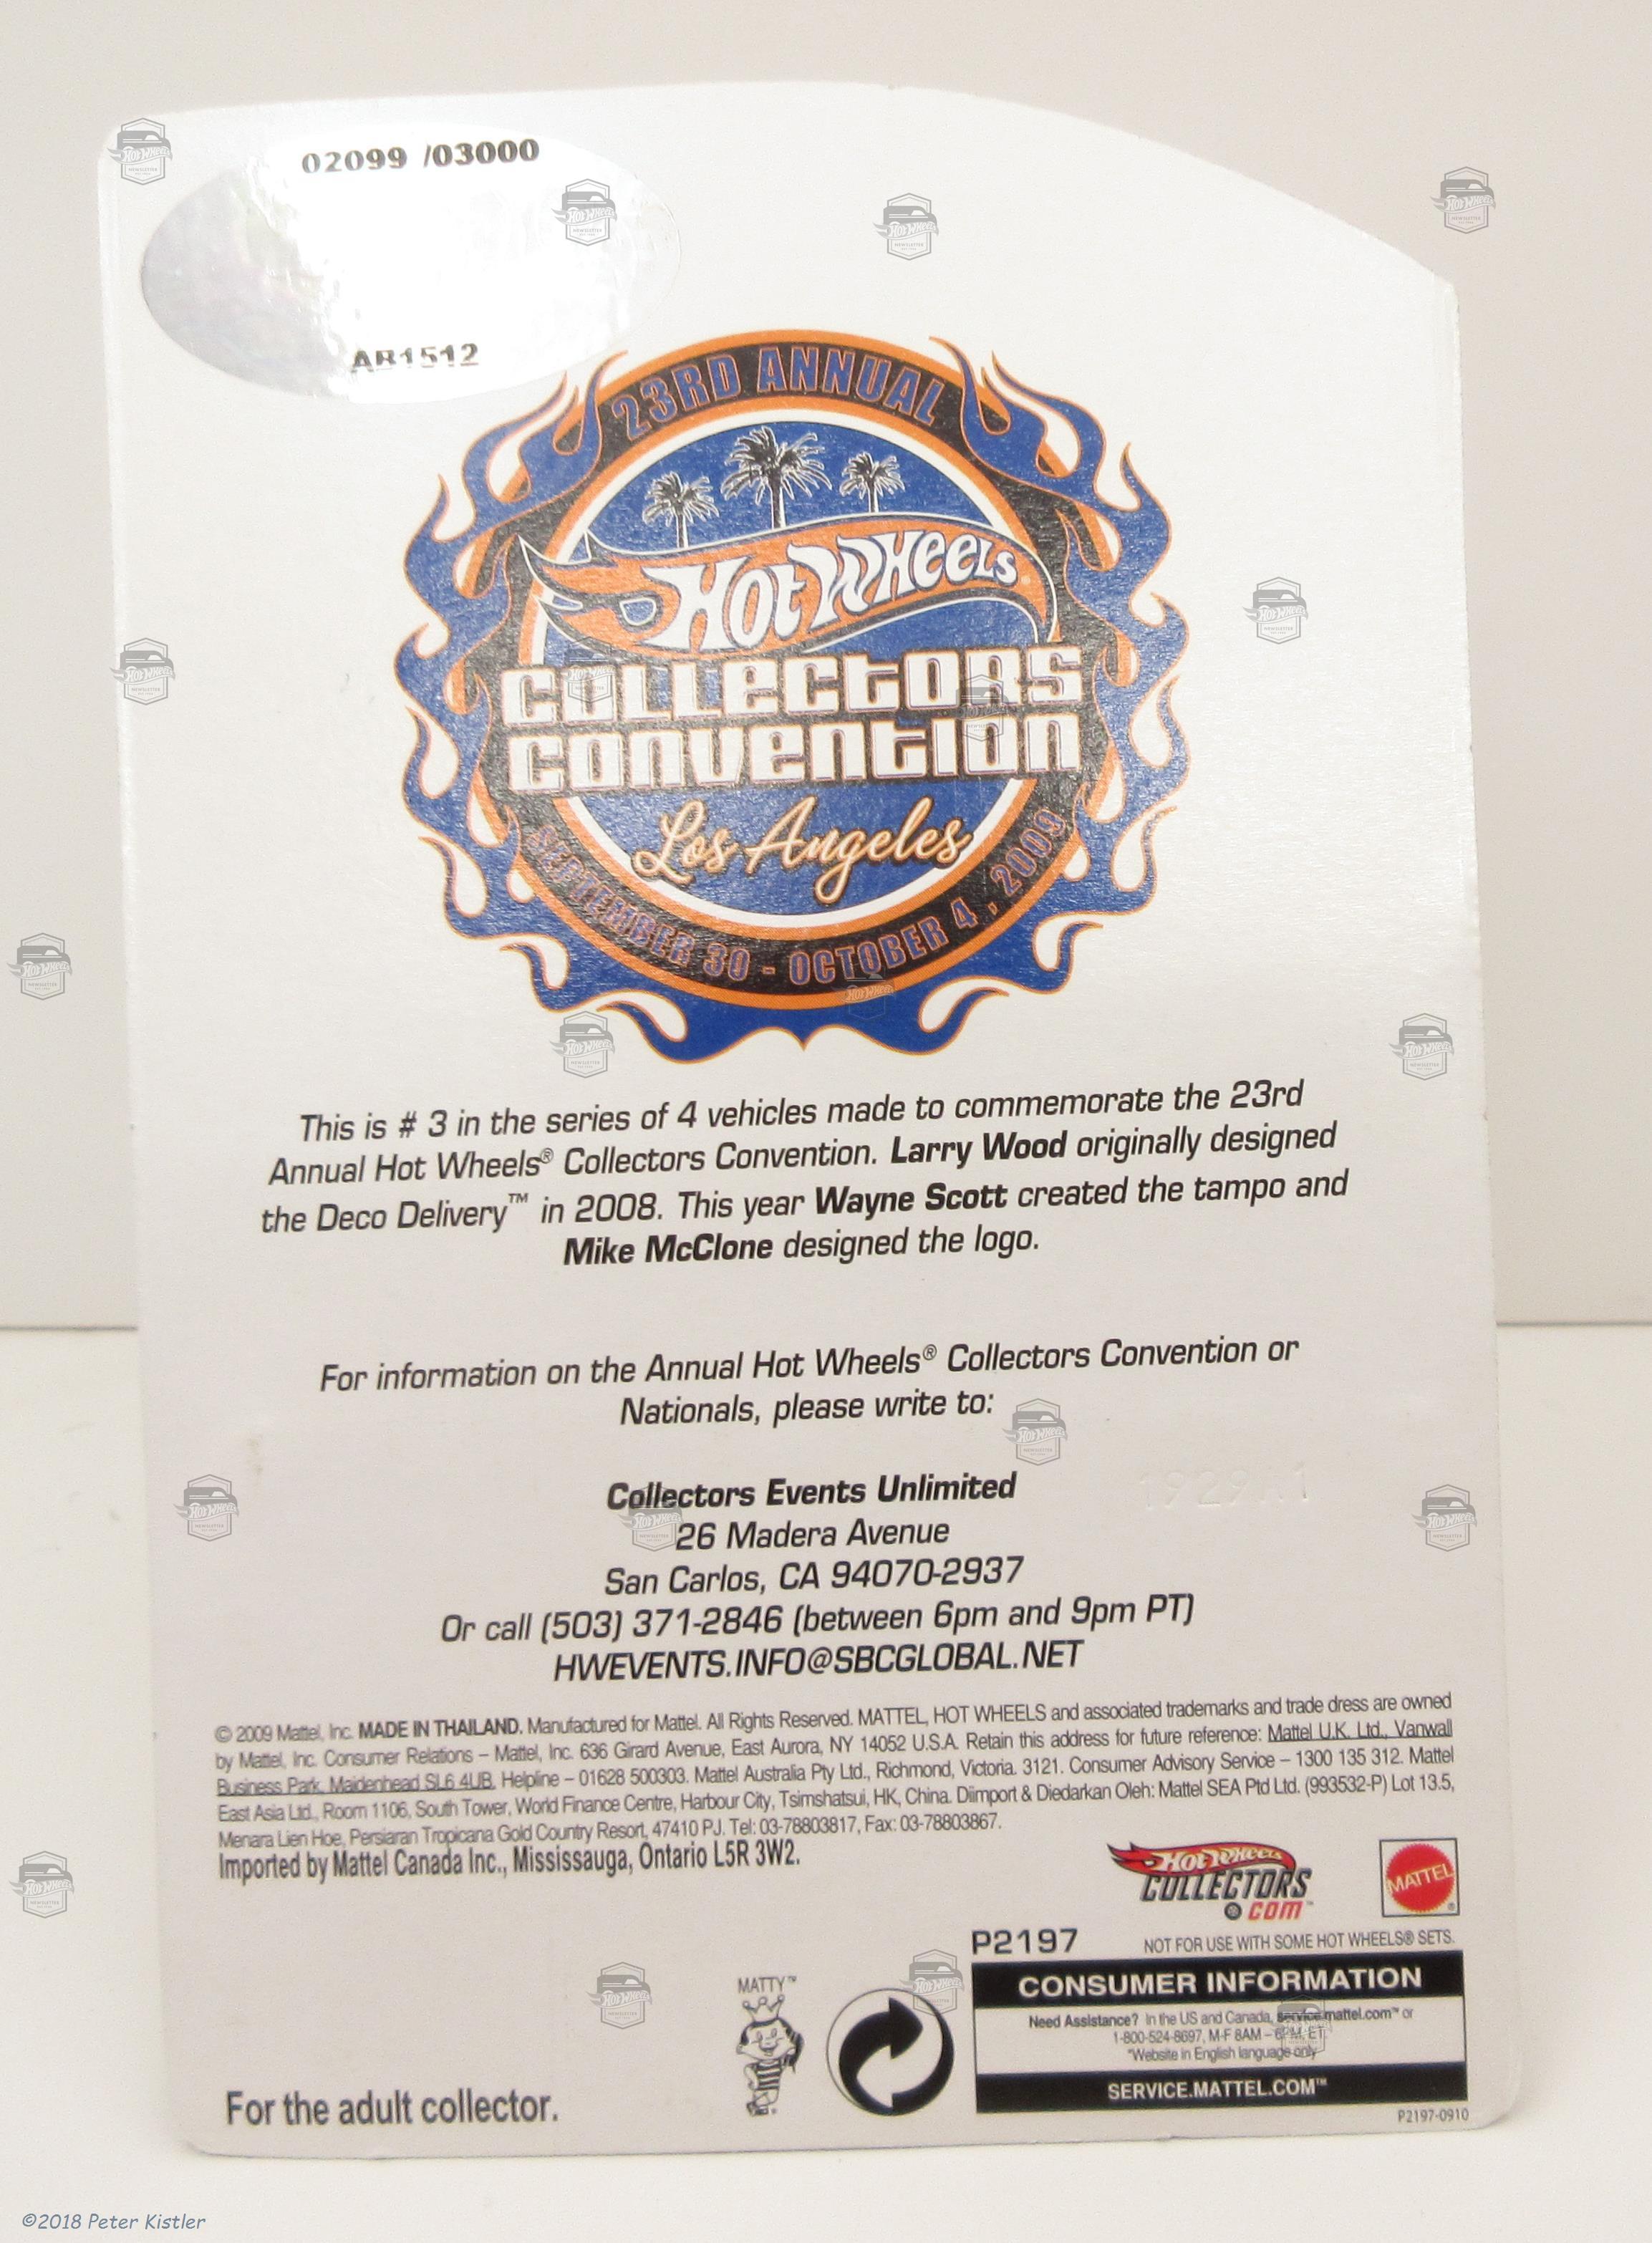 02099 /03000
AB1512
23RD ANNUAL
Hot Wheels
COLLECTORS
CONVENTION
Los Angeles
SEPTEMBER 30 - OCTOBER 4, 2009
This is # 3 in the series of 4 vehicles made to commemorate the 23rd
Annual Hot Wheels® Collectors Convention. Larry Wood originally designed
the Deco Delivery™ in 2008. This year Wayne Scott created the tampo and
Mike McClone designed the logo.
For information on the Annual Hot Wheels® Collectors Convention or
Nationals, please write to:
Collectors Events Unlimited
26 Madera Avenue
San Carlos, CA 94070-2937
Or call (503) 371-2846 (between 6pm and 9pm PT)
HWEVENTS.INFO@SBCGLOBAL.NET
© 2009 Mattel, Inc. MADE IN THAILAND. Manufactured for Mattel. All Rights Reserved. MATTEL, HOT WHEELS and associated trademarks and trade dress are owned
by Mattel, Inc. Consumer Relations – Mattel, Inc. 636 Girard Avenue, East Aurora, NY 14052 U.S.A. Retain this address for future reference: Mattel U.K. Ltd., Vanwall
Business Park, Maidenhead SL6 4UB. Helpline – 01628 500303. Mattel Australia Pty Ltd., Richmond, Victoria. 3121. Consumer Advisory Service – 1300 135 312. Mattel
East Asia Ltd., Room 1106, South Tower, World Finance Centre, Harbour City, Tsimshatsui, HK, China. Diimport & Diedarkan Oleh: Mattel SEA Ptd Ltd. (993532-P) Lot 13.5,
Menara Lien Hoe, Persiaran Tropicana Gold Country Resort, 47410 PJ. Tel: 03-78803817, Fax: 03-78803867.
Imported by Mattel Canada Inc., Mississauga, Ontario L5R 3W2.
Hot Wheels
COLLECTORS
.COM™
MATTEL®
P2197
NOT FOR USE WITH SOME HOT WHEELS® SETS.
CONSUMER INFORMATION
Need Assistance? In the US and Canada, service.mattel.com™ or
1-800-524-8697, M-F 8AM – 6PM, ET.
*Website in English language only
SERVICE.MATTEL.COM™
P2197-0910
MATTY™
For the adult collector.
©2018 Peter Kistler